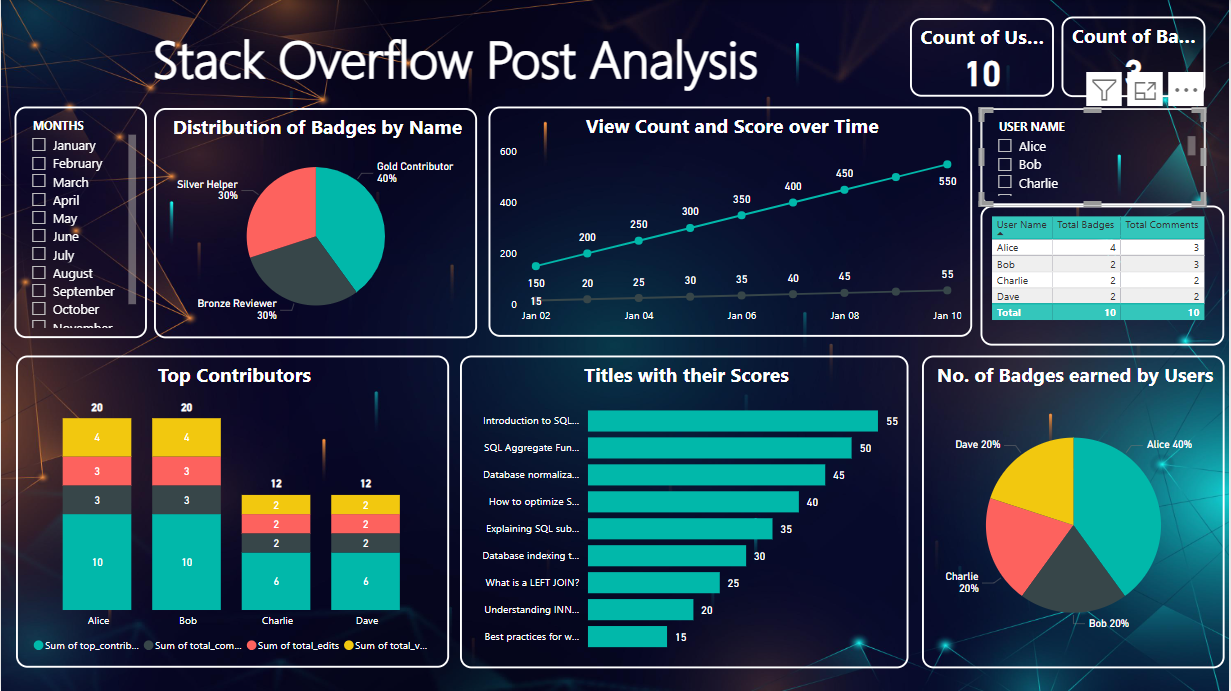 Stack Overflow Post Analysis
Count of Us...
10
Count of Ba...
3
MONTHS
January
February
March
April
May
June
July
August
September
October
November
Distribution of Badges by Name
Gold Contributor
40%
Silver Helper
30%
Bronze Reviewer
30%
View Count and Score over Time
600
400
200
0
150
200
250
300
350
400
450
550
15
20
25
30
35
40
45
55
Jan 02
Jan 04
Jan 06
Jan 08
Jan 10
USER NAME
Alice
Bob
Charlie
User Name Total Badges Total Comments
Alice 4 3
Bob 2 3
Charlie 2 2
Dave 2 2
Total 10 10
Top Contributors
20 20 12 12
4 4 2 2
3 3 2 2
3 3 2 2
10 10 6 6
Alice Bob Charlie Dave
Sum of top_contrib... Sum of total_com... Sum of total_edits Sum of total_v...
Titles with their Scores
Introduction to SQL... 55
SQL Aggregate Fun... 50
Database normaliza... 45
How to optimize S... 40
Explaining SQL sub... 35
Database indexing t... 30
What is a LEFT JOIN? 25
Understanding INN... 20
Best practices for w... 15
No. of Badges earned by Users
Dave 20%
Alice 40%
Charlie
20%
Bob 20%